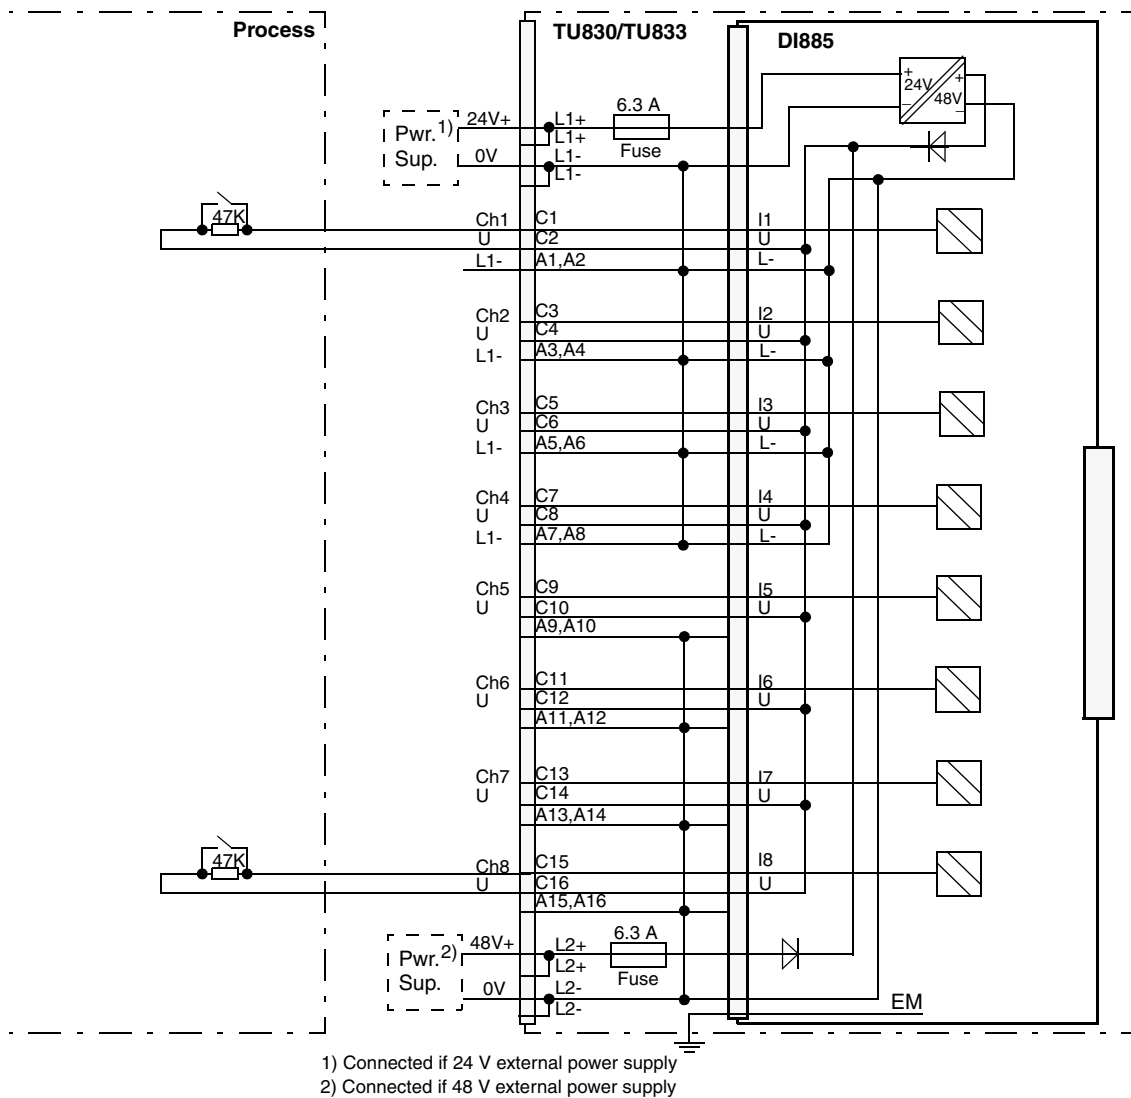 Process
TU830/TU833
DI885
+ +
24V
48V
– –
6.3 A
Fuse
Pwr.1)
Sup.
24V+
0V
L1+
L1+
L1-
L1-
47K
Ch1 C1 I1
U C2 U
L1- A1,A2 L-
Ch2 C3 I2
U C4 U
L1- A3,A4 L-
Ch3 C5 I3
U C6 U
L1- A5,A6 L-
Ch4 C7 I4
U C8 U
L1- A7,A8 L-
Ch5 C9 I5
U C10 U
A9,A10
Ch6 C11 I6
U C12 U
A11,A12
Ch7 C13 I7
U C14 U
A13,A14
47K
Ch8 C15 I8
U C16 U
A15,A16
Pwr.2)
Sup.
48V+
0V
L2+
L2+
L2-
L2-
6.3 A
Fuse
EM
1) Connected if 24 V external power supply
2) Connected if 48 V external power supply